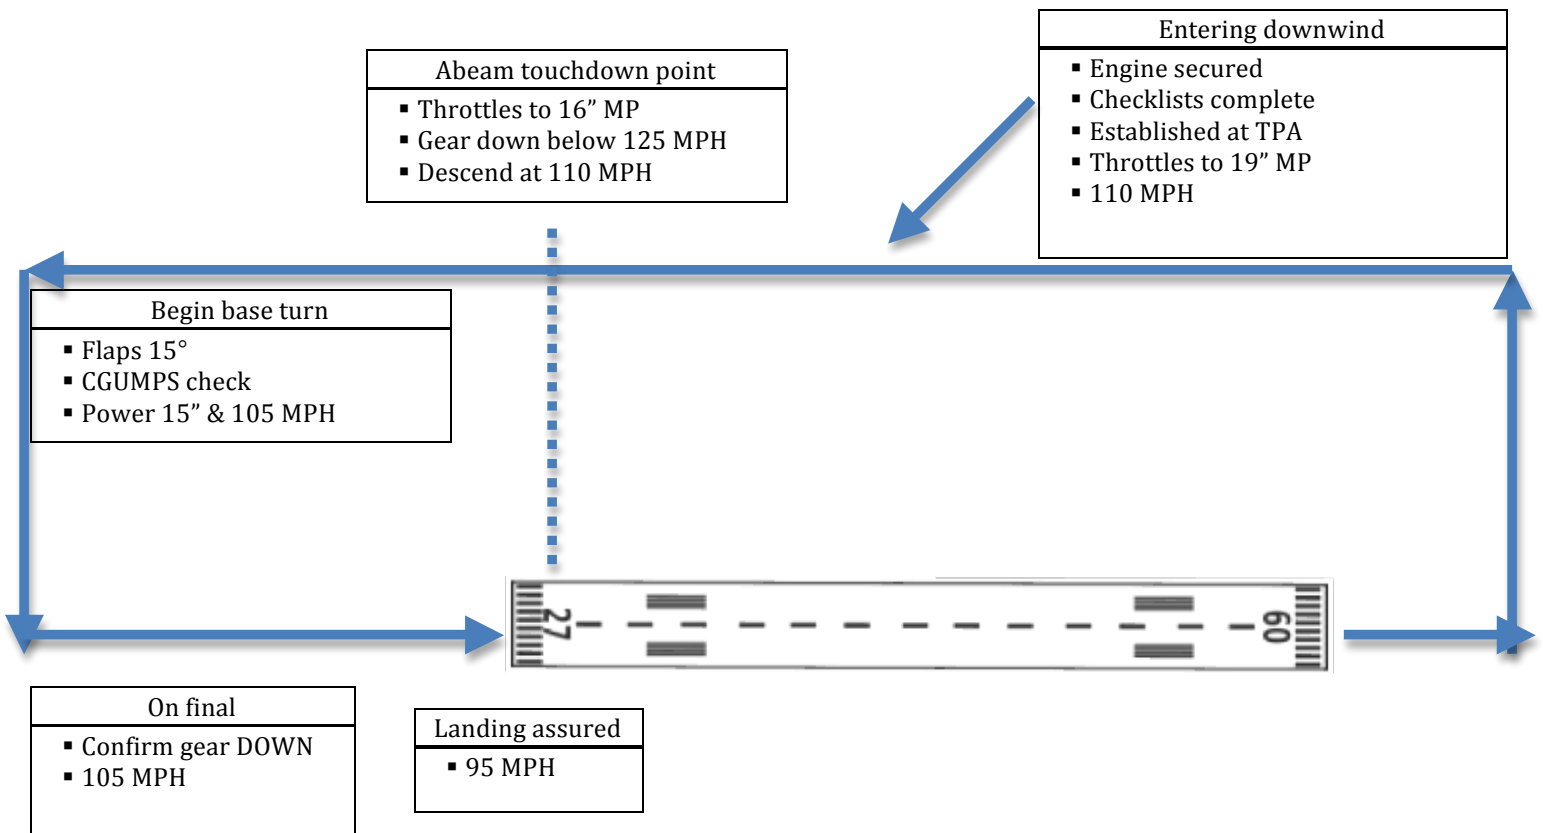 Entering downwind
▪ Engine secured
▪ Checklists complete
▪ Established at TPA
▪ Throttles to 19” MP
▪ 110 MPH
Abeam touchdown point
▪ Throttles to 16” MP
▪ Gear down below 125 MPH
▪ Descend at 110 MPH
Begin base turn
▪ Flaps 15°
▪ CGUMPS check
▪ Power 15” & 105 MPH
27
09
On final
▪ Confirm gear DOWN
▪ 105 MPH
Landing assured
▪ 95 MPH